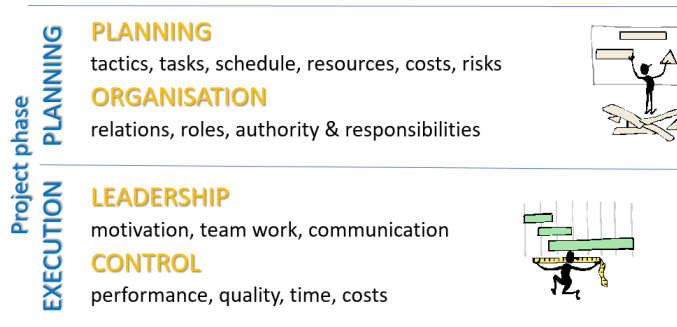 Project phase
PLANNING
PLANNING
tactics, tasks, schedule, resources, costs, risks
ORGANISATION
relations, roles, authority & responsibilities
EXECUTION
LEADERSHIP
motivation, team work, communication
CONTROL
performance, quality, time, costs